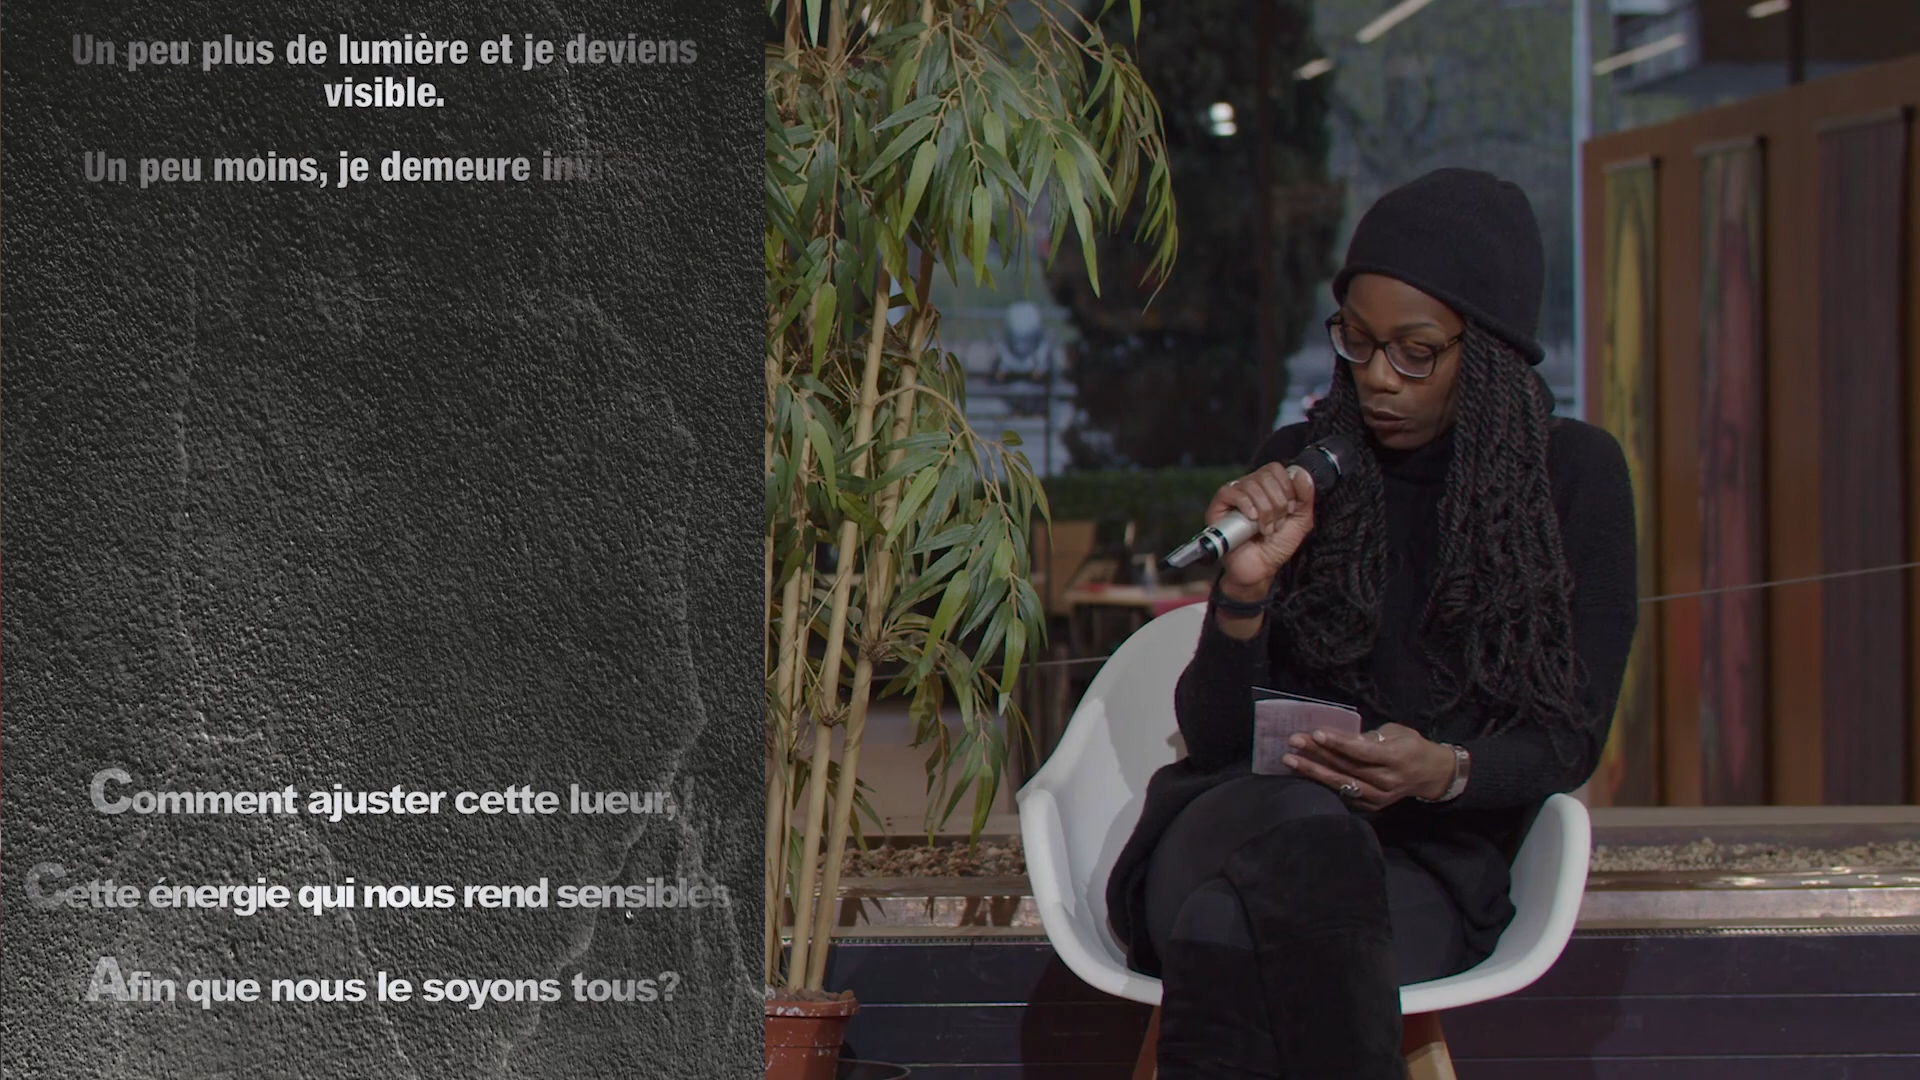 Un peu plus de lumière et je deviens
visible.
Un peu moins, je demeure
Comment ajuster cette lueur,
Cette énergie qui nous rend sensibles
Afin que nous le soyons tous?